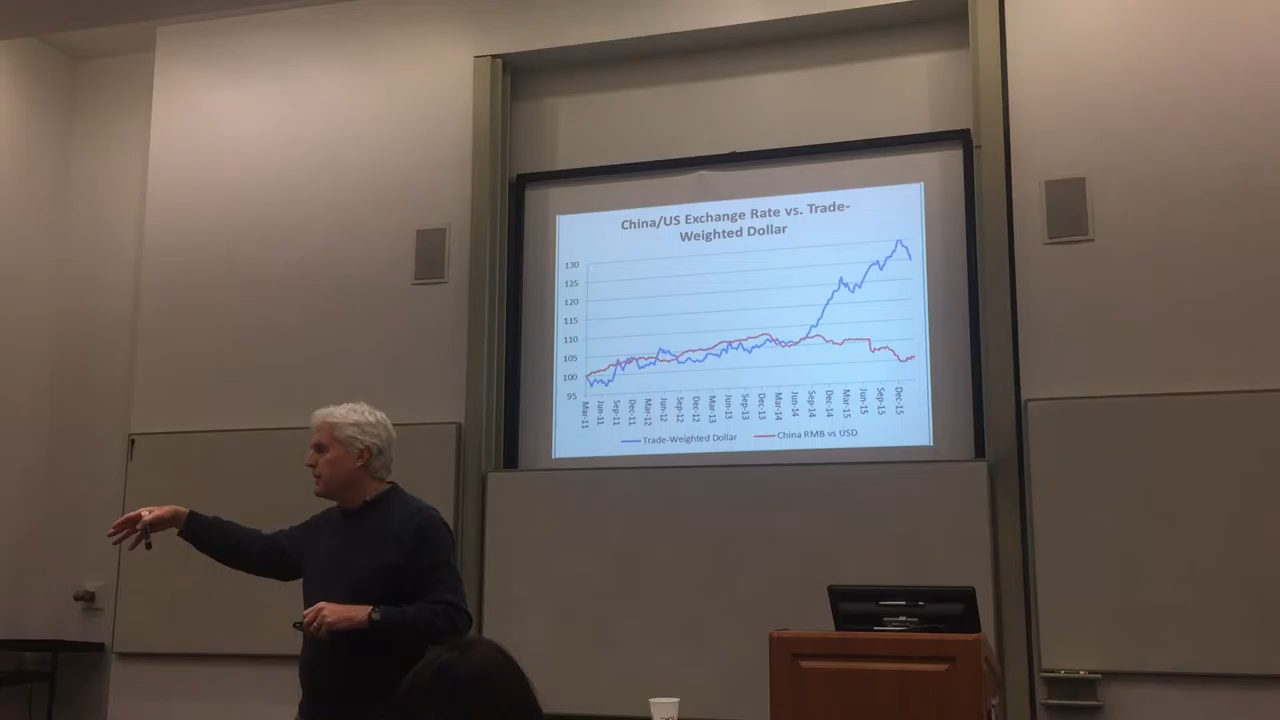 China/US Exchange Rate vs. Trade-
Weighted Dollar
130
125
120
115
110
105
100
95
Mar-11
Jun-11
Sep-11
Dec-11
Mar-12
Jun-12
Sep-12
Dec-12
Mar-13
Jun-13
Sep-13
Dec-13
Mar-14
Jun-14
Sep-14
Dec-14
Mar-15
Jun-15
Sep-15
Dec-15
Trade-Weighted Dollar China RMB vs USD